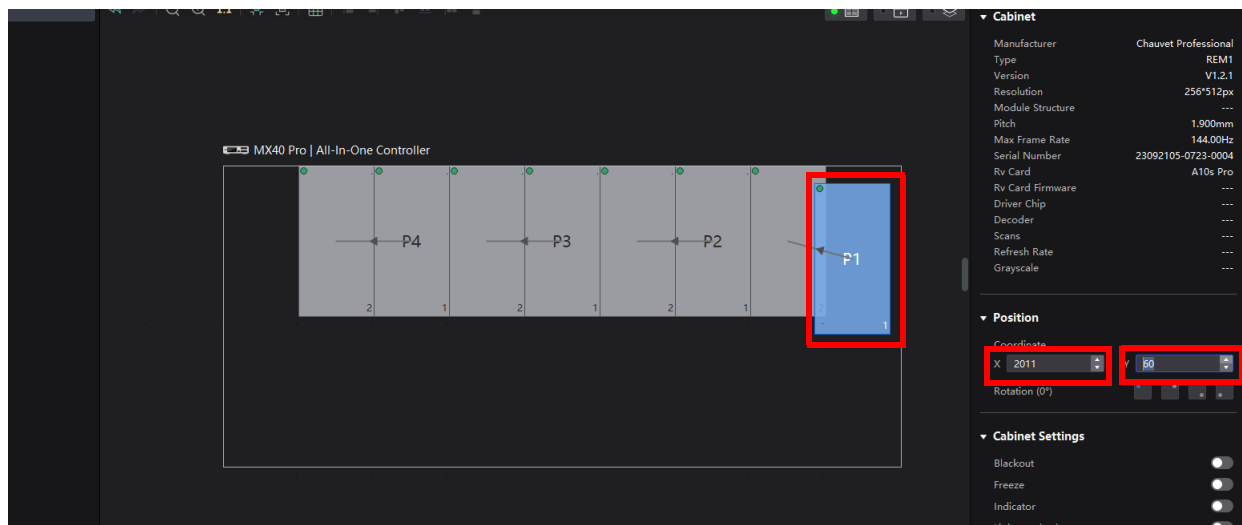 1:1
▾ Cabinet
Manufacturer Chauvet Professional
Type REM1
Version V1.2.1
Resolution 256*512px
Module Structure ---
Pitch 1.900mm
Max Frame Rate 144.00Hz
Serial Number 23092105-0723-0004
Rv Card A10s Pro
Rv Card Firmware ---
Driver Chip ---
Decoder ---
Scans ---
Refresh Rate ---
Grayscale ---
MX40 Pro | All-In-One Controller
P4 P3 P2 P1
2 1 2 1 2 1 2 1
▾ Position
Coordinate
X 2011 Y 60
Rotation (0°)
▾ Cabinet Settings
Blackout
Freeze
Indicator